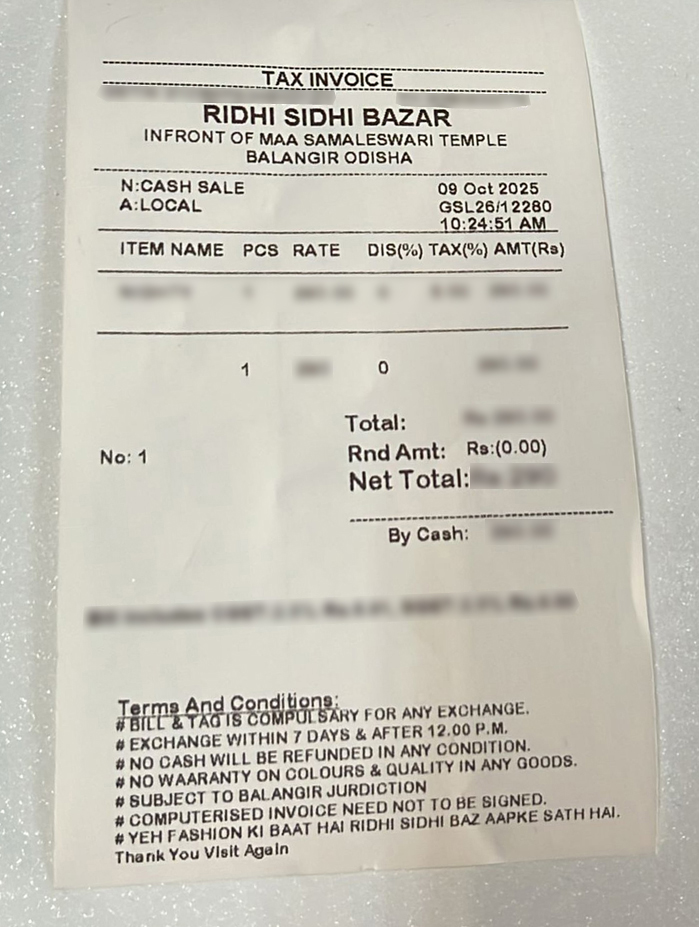 TAX INVOICE
RIDHI SIDHI BAZAR
INFRONT OF MAA SAMALESWARI TEMPLE
BALANGIR ODISHA
N:CASH SALE 09 Oct 2025
A:LOCAL GSL26/12280
10:24:51 AM
ITEM NAME PCS RATE DIS(%) TAX(%) AMT(Rs)
1 0
Total:
No: 1 Rnd Amt: Rs:(0.00)
Net Total:
By Cash:
Terms And Conditions:
# BILL & TAG IS COMPULSARY FOR ANY EXCHANGE.
# EXCHANGE WITHIN 7 DAYS & AFTER 12.00 P.M.
# NO CASH WILL BE REFUNDED IN ANY CONDITION.
# NO WAARANTY ON COLOURS & QUALITY IN ANY GOODS.
# SUBJECT TO BALANGIR JURDICTION
# COMPUTERISED INVOICE NEED NOT TO BE SIGNED.
# YEH FASHION KI BAAT HAI RIDHI SIDHI BAZ AAPKE SATH HAI.
Thank You Visit Again